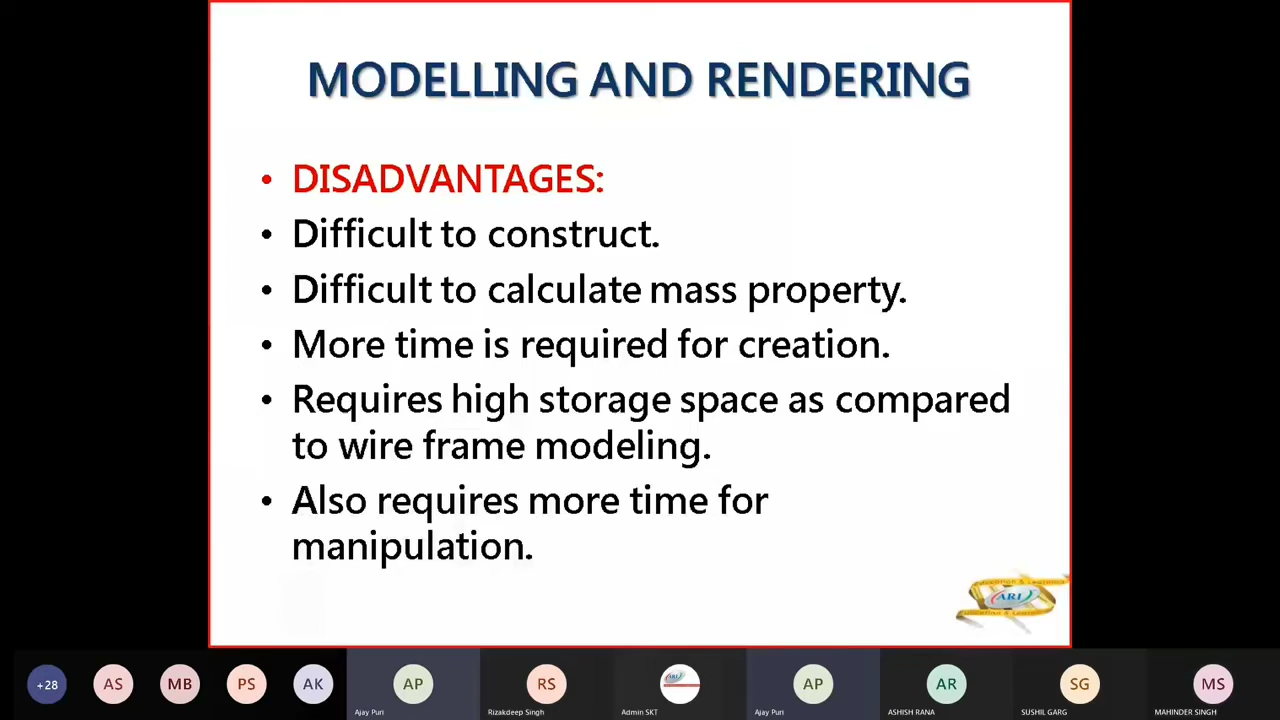 MODELLING AND RENDERING
• DISADVANTAGES:
• Difficult to construct.
• Difficult to calculate mass property.
• More time is required for creation.
• Requires high storage space as compared
to wire frame modeling.
• Also requires more time for
manipulation.
ARI
+28 AS MB PS AK AP RS AP AR SG MS
Ajay Puri Rizakdeep Singh Admin SKT Ajay Puri ASHISH RANA SUSHIL GARG MAHINDER SINGH